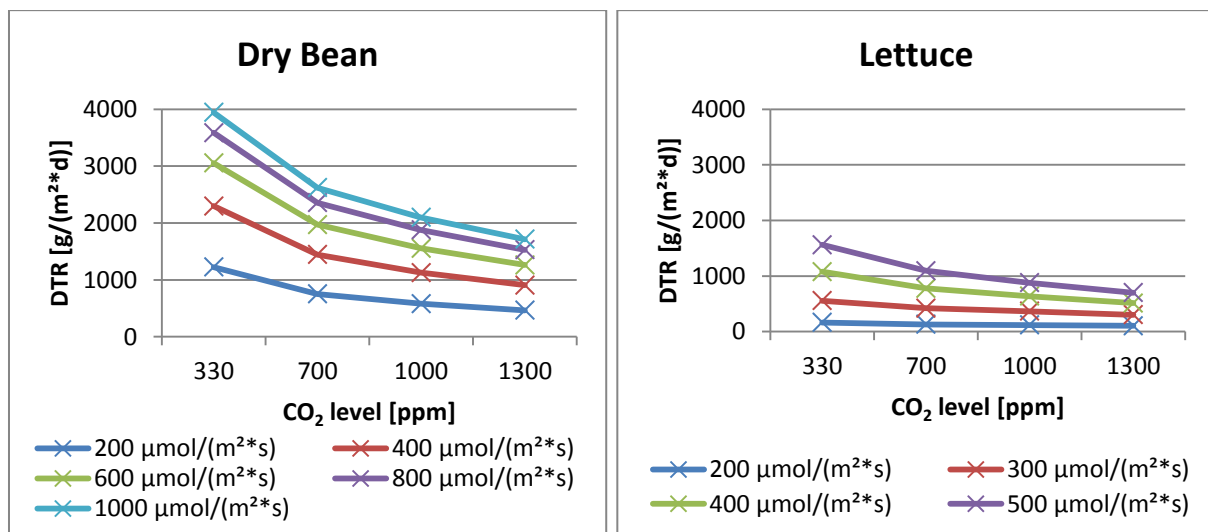 Dry Bean
DTR [g/(m²*d)]
4000
3000
2000
1000
0
330 700 1000 1300
CO₂ level [ppm]
200 µmol/(m²*s) 400 µmol/(m²*s)
600 µmol/(m²*s) 800 µmol/(m²*s)
1000 µmol/(m²*s)
Lettuce
DTR [g/(m²*d)]
4000
3000
2000
1000
0
330 700 1000 1300
CO₂ level [ppm]
200 µmol/(m²*s) 300 µmol/(m²*s)
400 µmol/(m²*s) 500 µmol/(m²*s)